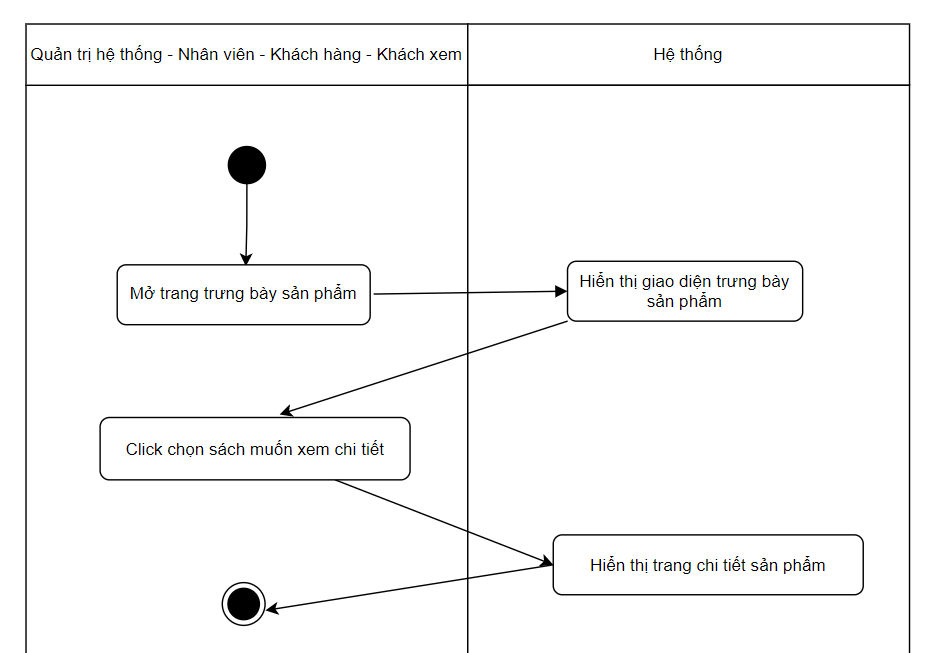 Quản trị hệ thống - Nhân viên - Khách hàng - Khách xem
Hệ thống
Mở trang trưng bày sản phẩm
Hiển thị giao diện trưng bày
sản phẩm
Click chọn sách muốn xem chi tiết
Hiển thị trang chi tiết sản phẩm